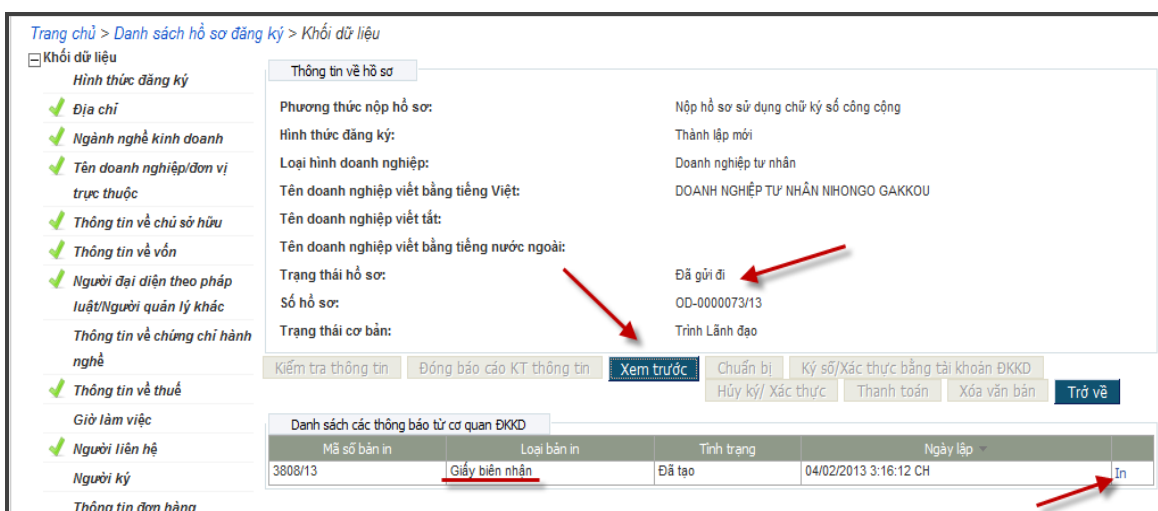 Trang chủ > Danh sách hồ sơ đăng ký > Khối dữ liệu
Khối dữ liệu
Hình thức đăng ký
Địa chỉ
Ngành nghề kinh doanh
Tên doanh nghiệp/đơn vị
trực thuộc
Thông tin về chủ sở hữu
Thông tin về vốn
Người đại diện theo pháp
luật/Người quản lý khác
Thông tin về chứng chỉ hành
nghề
Thông tin về thuế
Giờ làm việc
Người liên hệ
Người ký
Thông tin đơn hàng
Thông tin về hồ sơ
Phương thức nộp hồ sơ: Nộp hồ sơ sử dụng chữ ký số công cộng
Hình thức đăng ký: Thành lập mới
Loại hình doanh nghiệp: Doanh nghiệp tư nhân
Tên doanh nghiệp viết bằng tiếng Việt: DOANH NGHIỆP TƯ NHÂN NIHONGO GAKKOU
Tên doanh nghiệp viết tắt:
Tên doanh nghiệp viết bằng tiếng nước ngoài:
Trạng thái hồ sơ: Đã gửi đi
Số hồ sơ: OD-0000073/13
Trạng thái cơ bản: Trình Lãnh đạo
Kiểm tra thông tin Đóng báo cáo KT thông tin Xem trước Chuẩn bị Ký số/Xác thực bằng tài khoản ĐKKD
Hủy ký/ Xác thực Thanh toán Xóa văn bản Trở về
Danh sách các thông báo từ cơ quan ĐKKD
Mã số bản in Loại bản in Tình trạng Ngày lập
3808/13 Giấy biên nhận Đã tạo 04/02/2013 3:16:12 CH In